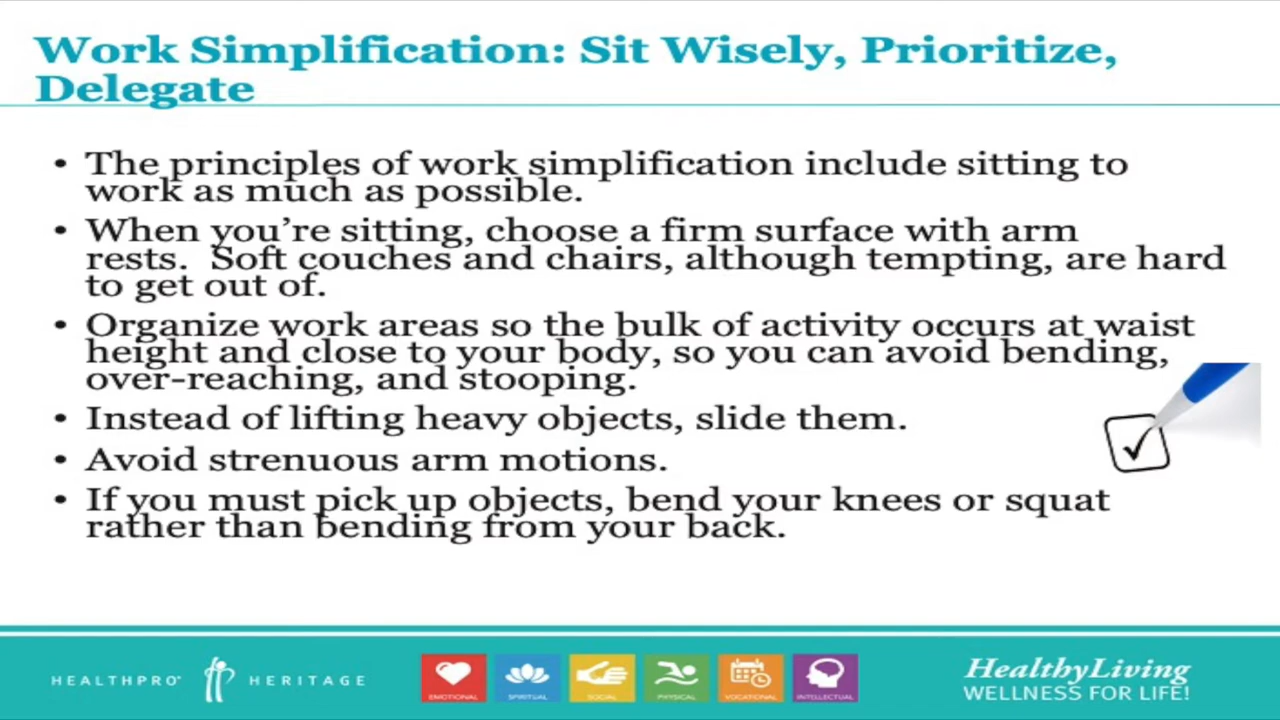 Work Simplification: Sit Wisely, Prioritize,
Delegate
• The principles of work simplification include sitting to
work as much as possible.
• When you’re sitting, choose a firm surface with arm
rests.  Soft couches and chairs, although tempting, are hard
to get out of.
• Organize work areas so the bulk of activity occurs at waist
height and close to your body, so you can avoid bending,
over-reaching, and stooping.
• Instead of lifting heavy objects, slide them.
• Avoid strenuous arm motions.
• If you must pick up objects, bend your knees or squat
rather than bending from your back.
HEALTHPRO® HERITAGE
EMOTIONAL SPIRITUAL SOCIAL PHYSICAL VOCATIONAL INTELLECTUAL
HealthyLiving
WELLNESS FOR LIFE!